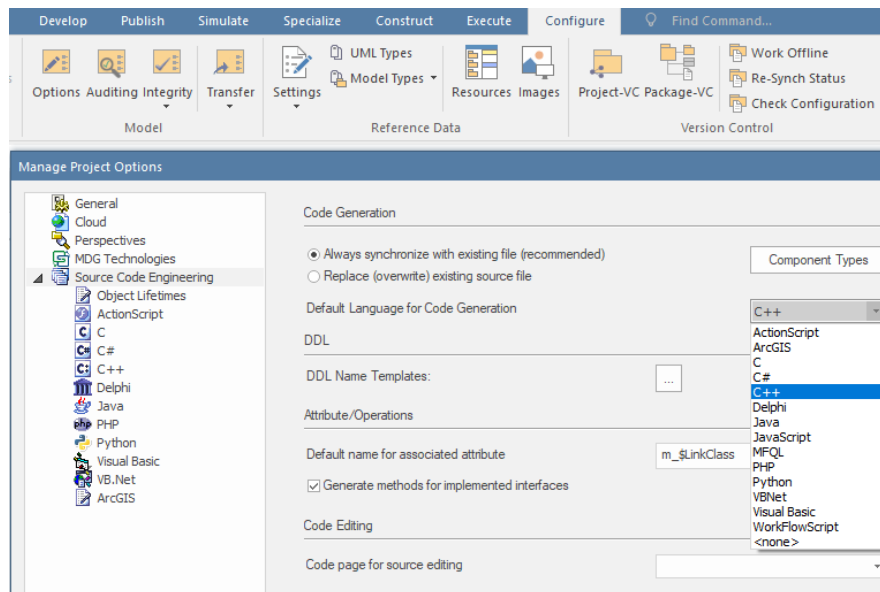 Develop Publish Simulate Specialize Construct Execute Configure Find Command...
UML Types
Model Types
Work Offline
Re-Synch Status
Check Configuration
Options Auditing Integrity Transfer Settings Resources Images Project-VC Package-VC
Model Reference Data Version Control
Manage Project Options
General
Cloud
Perspectives
MDG Technologies
Source Code Engineering
Object Lifetimes
ActionScript
C
C#
C++
Delphi
Java
PHP
Python
Visual Basic
VB.Net
ArcGIS
Code Generation
Always synchronize with existing file (recommended)
Replace (overwrite) existing source file
Component Types
Default Language for Code Generation
C++
DDL
DDL Name Templates:
...
Attribute/Operations
Default name for associated attribute
m_$LinkClass
Generate methods for implemented interfaces
Code Editing
Code page for source editing
ActionScript
ArcGIS
C
C#
C++
Delphi
Java
JavaScript
MFQL
PHP
Python
VBNet
Visual Basic
WorkFlowScript
<none>